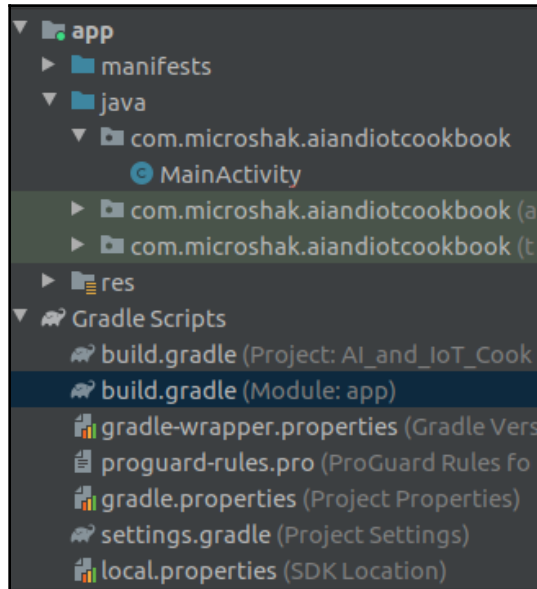 app
manifests
java
com.microshak.aiandiotcookbook
MainActivity
com.microshak.aiandiotcookbook (a
com.microshak.aiandiotcookbook (t
res
Gradle Scripts
build.gradle (Project: AI_and_IoT_Cook
build.gradle (Module: app)
gradle-wrapper.properties (Gradle Vers
proguard-rules.pro (ProGuard Rules fo
gradle.properties (Project Properties)
settings.gradle (Project Settings)
local.properties (SDK Location)